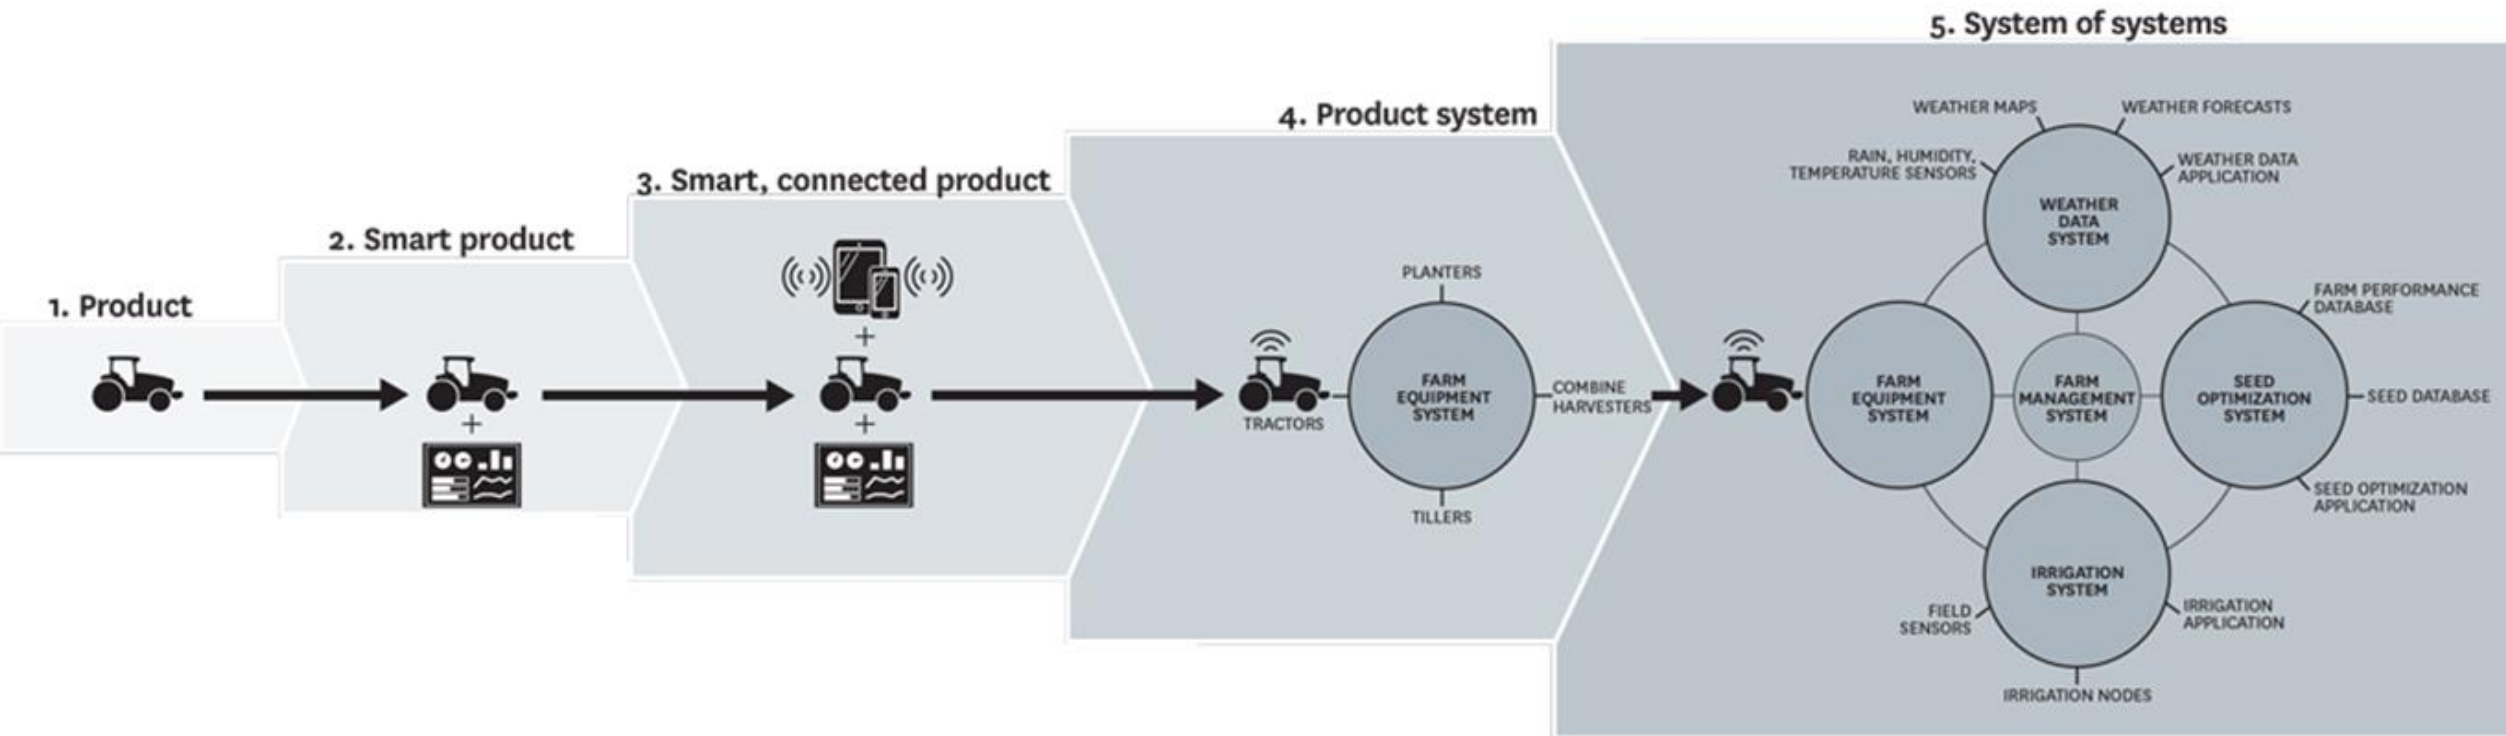 1. Product
2. Smart product
3. Smart, connected product
4. Product system
PLANTERS
TRACTORS
FARM
EQUIPMENT
SYSTEM
COMBINE
HARVESTERS
TILLERS
5. System of systems
WEATHER MAPS
WEATHER FORECASTS
RAIN, HUMIDITY,
TEMPERATURE SENSORS
WEATHER DATA
APPLICATION
WEATHER
DATA
SYSTEM
FARM
EQUIPMENT
SYSTEM
FARM
MANAGEMENT
SYSTEM
SEED
OPTIMIZATION
SYSTEM
FARM PERFORMANCE
DATABASE
SEED DATABASE
SEED OPTIMIZATION
APPLICATION
IRRIGATION
SYSTEM
FIELD
SENSORS
IRRIGATION
APPLICATION
IRRIGATION NODES